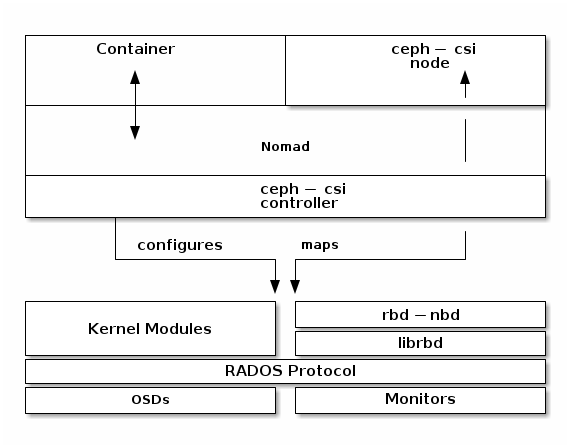 Container
ceph — csi
node
Nomad
ceph — csi
controller
configures
maps
Kernel Modules
rbd — nbd
librbd
RADOS Protocol
OSDs
Monitors